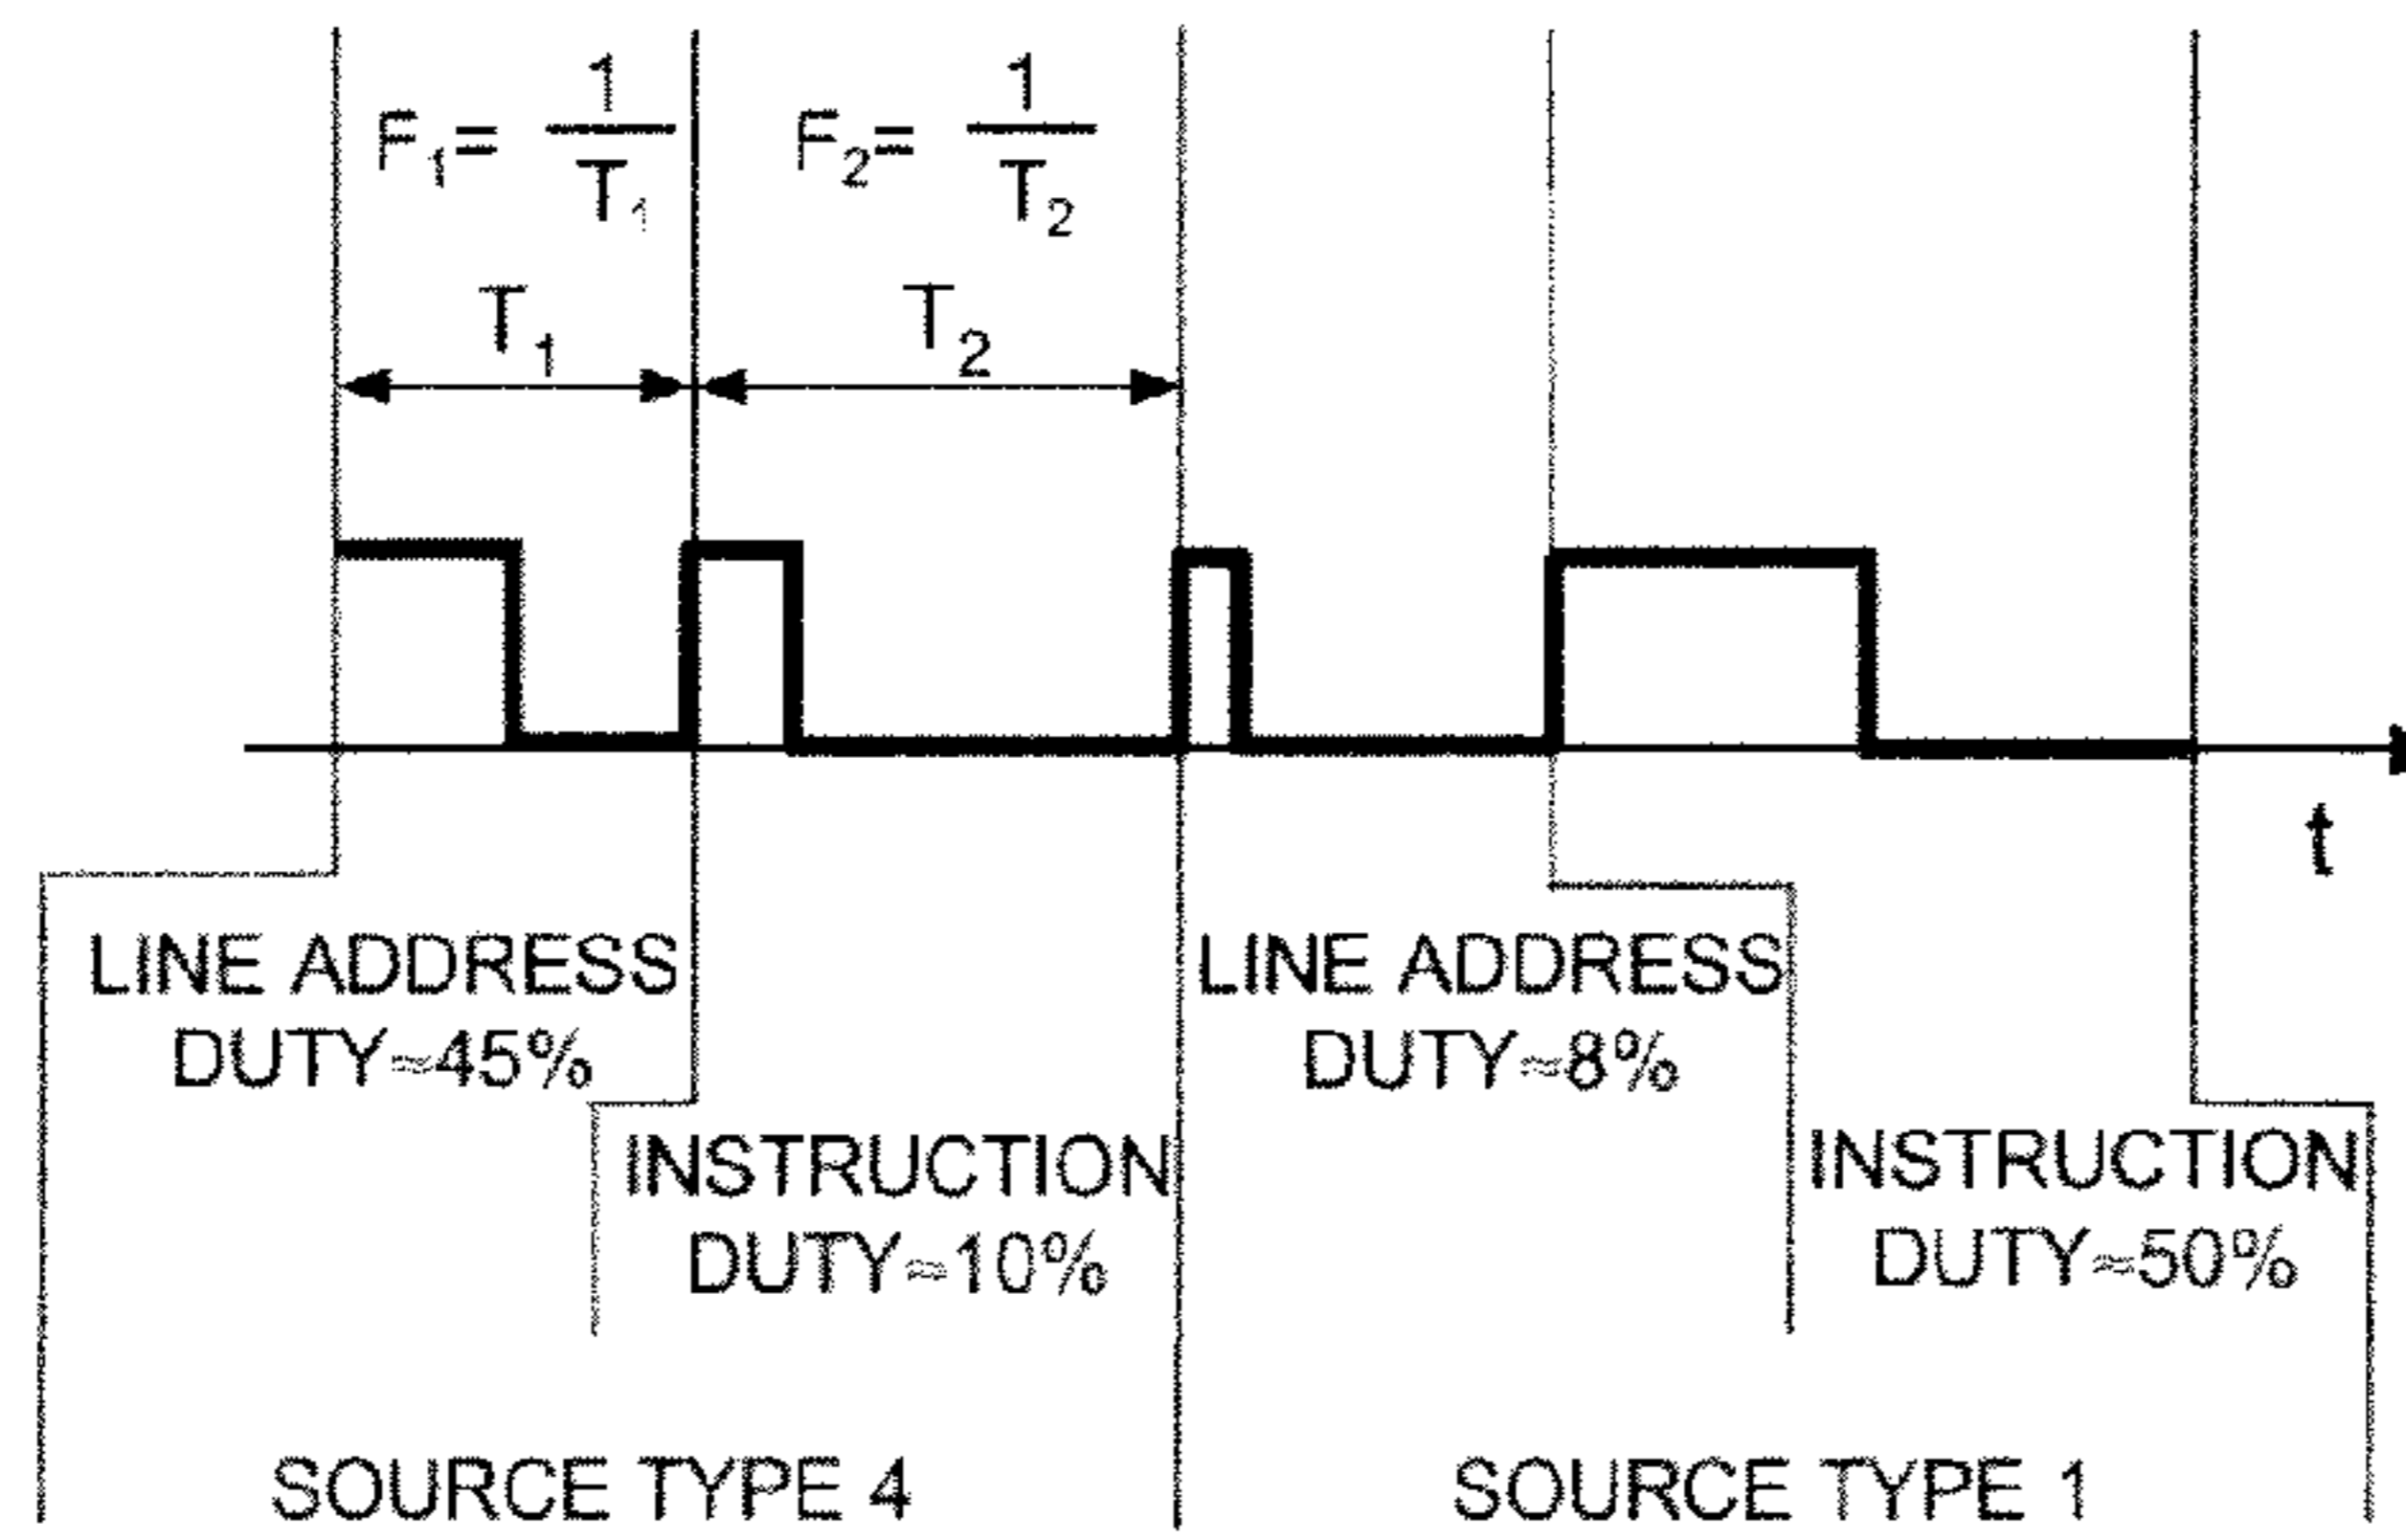 F₁= 1/T₁
F₂= 1/T₂
T₁
T₂
t
LINE ADDRESS
DUTY≈45%
LINE ADDRESS
DUTY≈8%
INSTRUCTION
DUTY≈10%
INSTRUCTION
DUTY≈50%
SOURCE TYPE 4
SOURCE TYPE 1